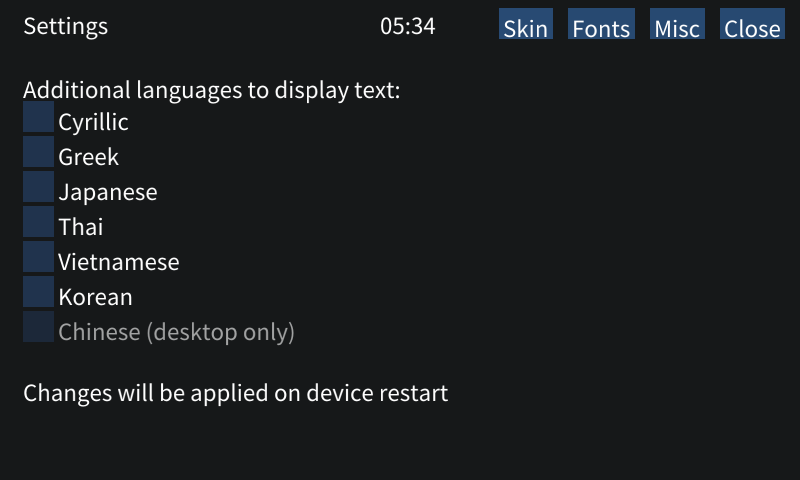 Settings 05:34 Skin Fonts Misc Close
Additional languages to display text:
Cyrillic
Greek
Japanese
Thai
Vietnamese
Korean
Chinese (desktop only)
Changes will be applied on device restart